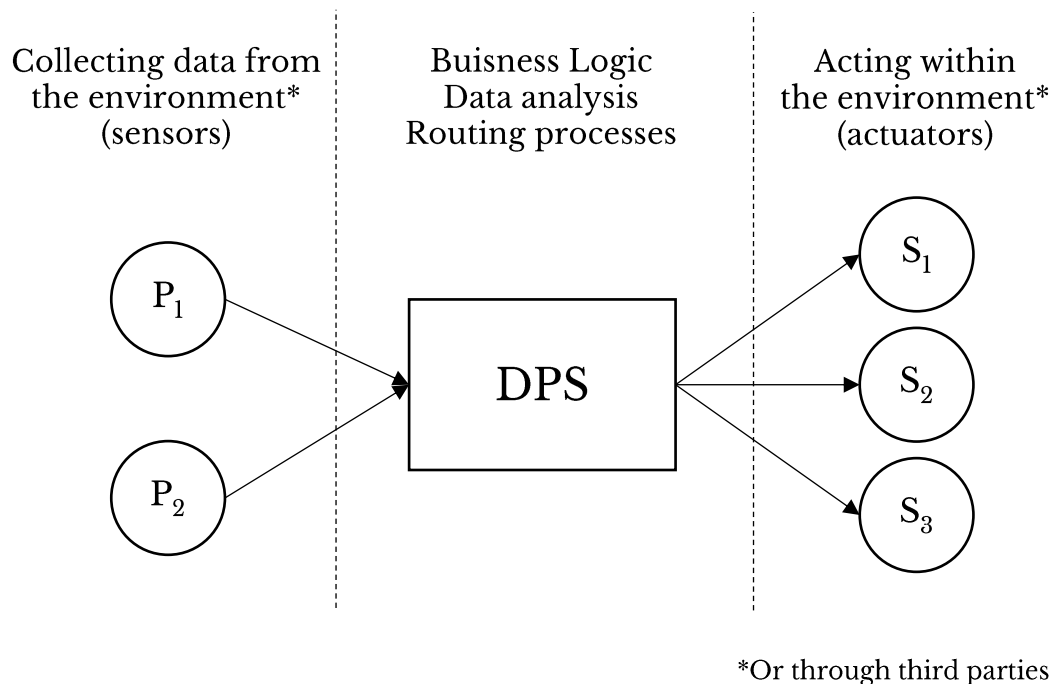 Collecting data from
the environment*
(sensors)
Buisness Logic
Data analysis
Routing processes
Acting within
the environment*
(actuators)
P1
P2
DPS
S1
S2
S3
*Or through third parties